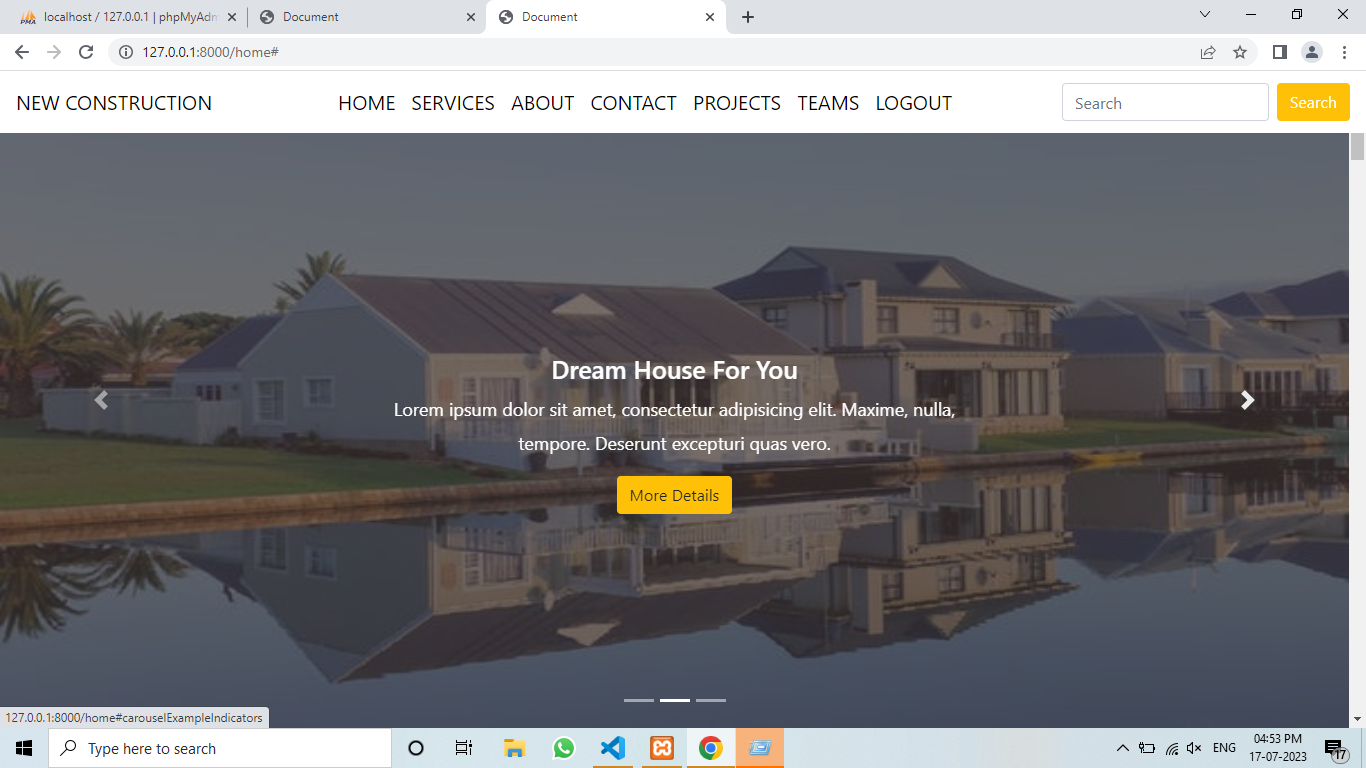 localhost / 127.0.0.1 | phpMyAdm
Document
Document
127.0.0.1:8000/home#
NEW CONSTRUCTION
HOME SERVICES ABOUT CONTACT PROJECTS TEAMS LOGOUT
Search
Search
Dream House For You
Lorem ipsum dolor sit amet, consectetur adipisicing elit. Maxime, nulla,
tempore. Deserunt excepturi quas vero.
More Details
127.0.0.1:8000/home#carouselExampleIndicators
Type here to search
ENG
04:53 PM
17-07-2023
17